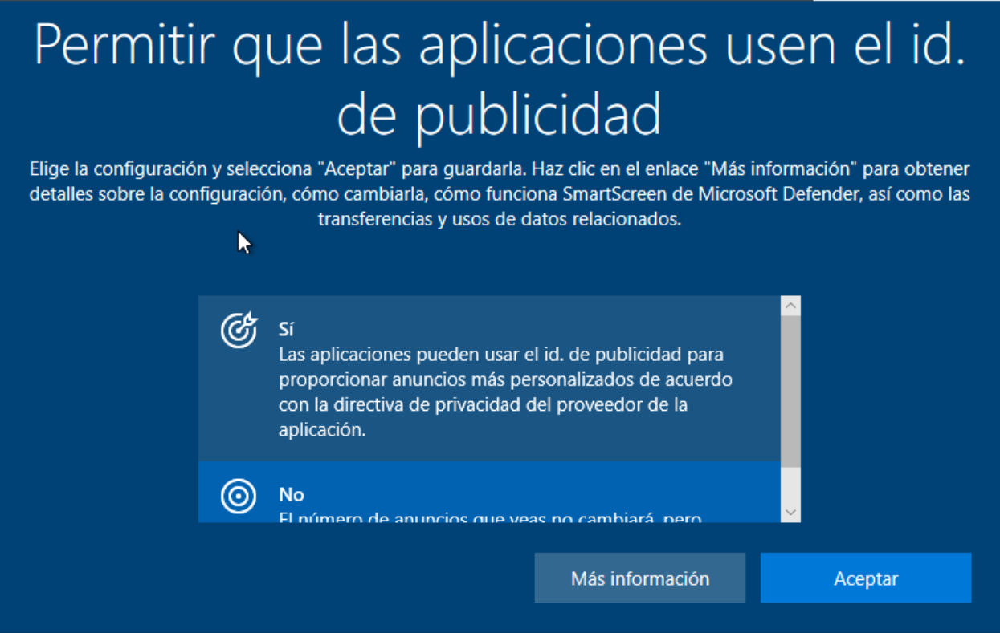 Permitir que las aplicaciones usen el id.
de publicidad
Elige la configuración y selecciona "Aceptar" para guardarla. Haz clic en el enlace "Más información" para obtener
detalles sobre la configuración, cómo cambiarla, cómo funciona SmartScreen de Microsoft Defender, así como las
transferencias y usos de datos relacionados.
Sí
Las aplicaciones pueden usar el id. de publicidad para
proporcionar anuncios más personalizados de acuerdo
con la directiva de privacidad del proveedor de la
aplicación.
No
El número de anuncios que veas no cambiará, pero
Más información
Aceptar